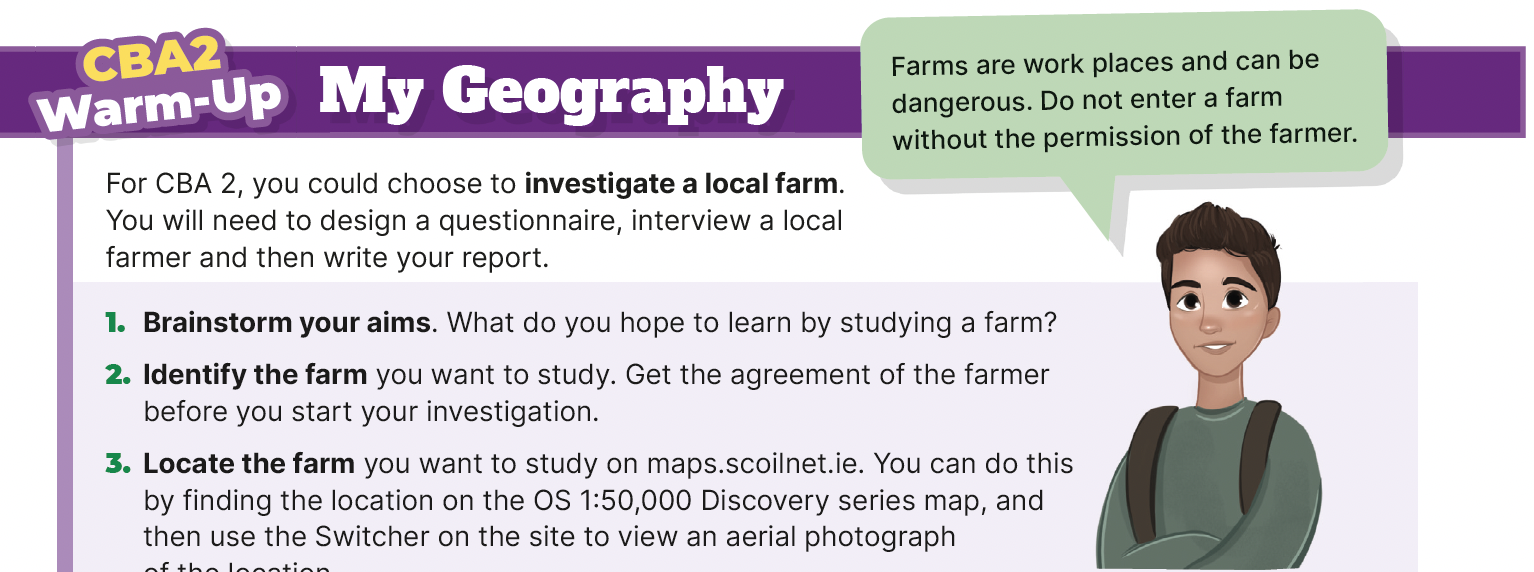 CBA2
Warm-Up
My Geography
Farms are work places and can be
dangerous. Do not enter a farm
without the permission of the farmer.
For CBA 2, you could choose to investigate a local farm.
You will need to design a questionnaire, interview a local
farmer and then write your report.
1. Brainstorm your aims. What do you hope to learn by studying a farm?
2. Identify the farm you want to study. Get the agreement of the farmer
before you start your investigation.
3. Locate the farm you want to study on maps.scoilnet.ie. You can do this
by finding the location on the OS 1:50,000 Discovery series map, and
then use the Switcher on the site to view an aerial photograph
of the location.